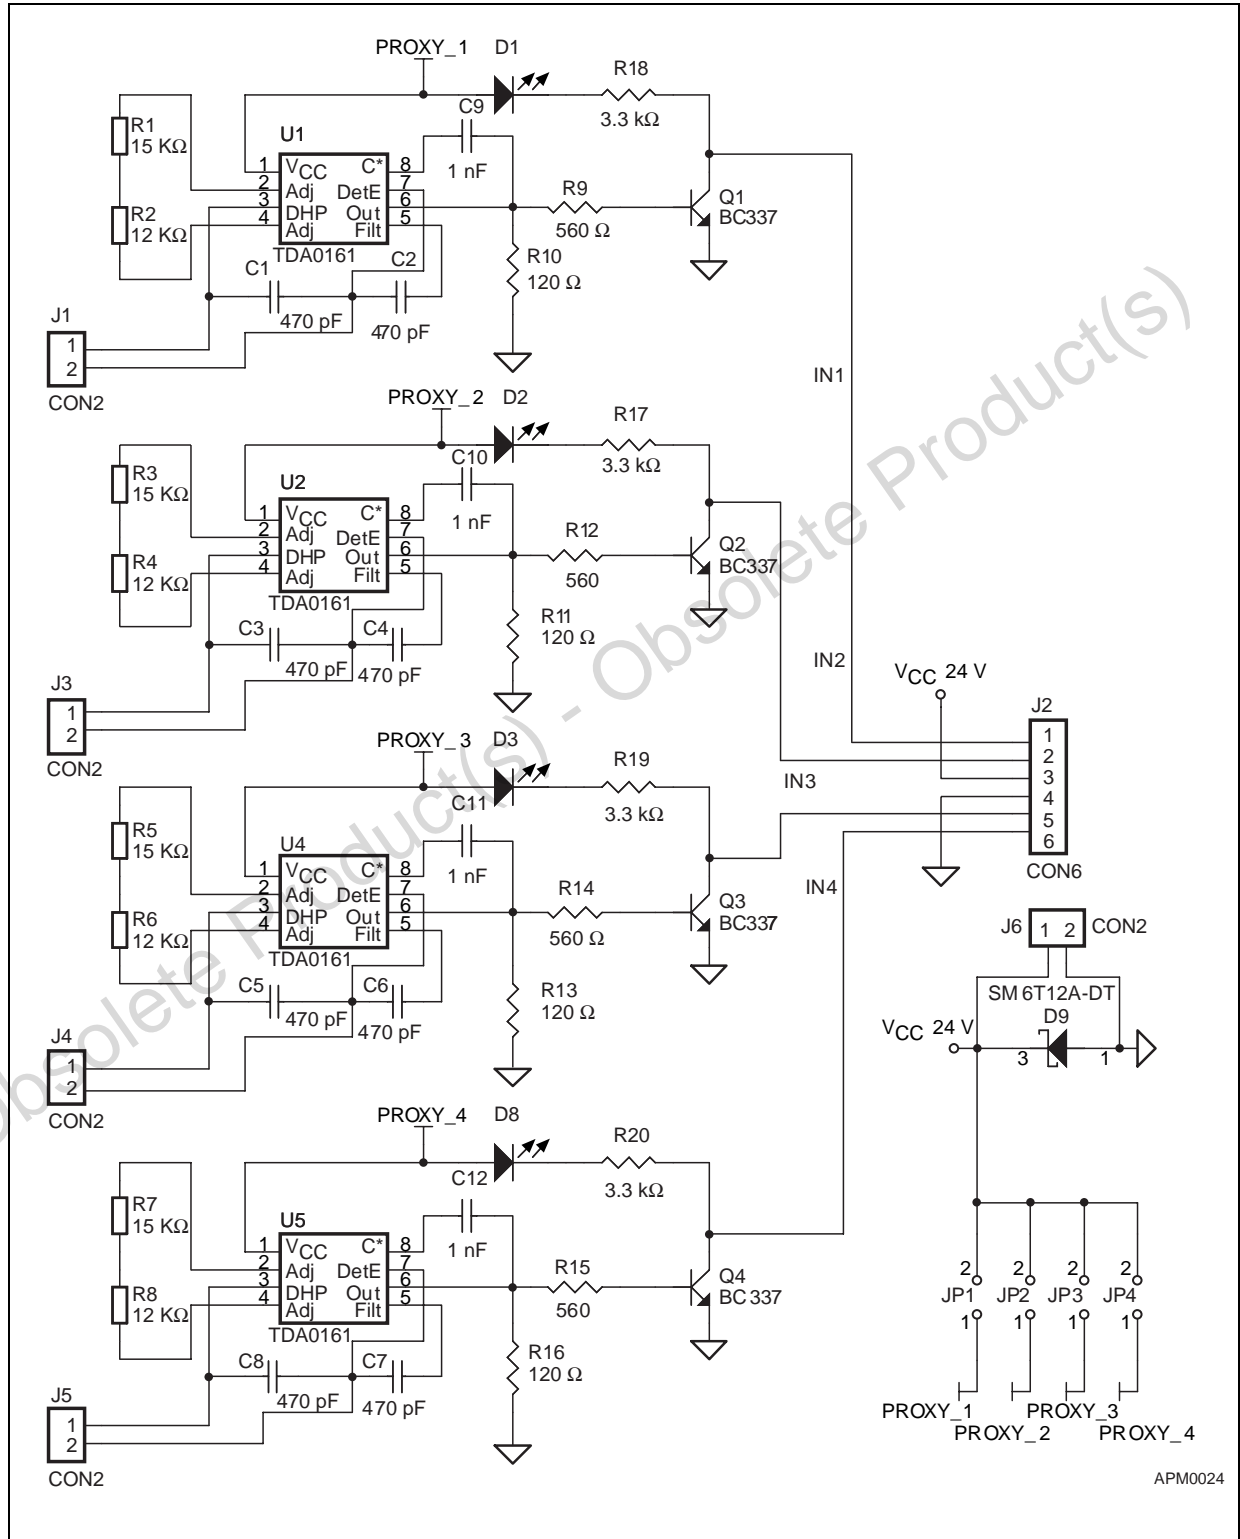 PROXY_1 D1
R18
3.3 kΩ
C9
1 nF
R1
15 KΩ
R2
12 KΩ
U1
1 VCC C* 8
2 Adj DetE 7
3 DHP Out 6
4 Adj Filt 5
TDA0161
R9
560 Ω
Q1
BC337
R10
120 Ω
C1
470 pF
C2
470 pF
J1
1
2
CON2
IN1
PROXY_2 D2
R17
3.3 kΩ
C10
1 nF
R3
15 KΩ
R4
12 KΩ
U2
1 VCC C* 8
2 Adj DetE 7
3 DHP Out 6
4 Adj Filt 5
TDA0161
R12
560
Q2
BC337
R11
120 Ω
C3
470 pF
C4
470 pF
J3
1
2
CON2
IN2
PROXY_3 D3
R19
3.3 kΩ
C11
1 nF
R5
15 KΩ
R6
12 KΩ
U4
1 VCC C* 8
2 Adj DetE 7
3 DHP Out 6
4 Adj Filt 5
TDA0161
R14
560 Ω
Q3
BC337
R13
120 Ω
C5
470 pF
C6
470 pF
J4
1
2
CON2
IN3
PROXY_4 D8
R20
3.3 kΩ
C12
1 nF
R7
15 KΩ
R8
12 KΩ
U5
1 VCC C* 8
2 Adj DetE 7
3 DHP Out 6
4 Adj Filt 5
TDA0161
R15
560
Q4
BC337
R16
120 Ω
C8
470 pF
C7
470 pF
J5
1
2
CON2
IN4
VCC 24 V
J2
1
2
3
4
5
6
CON6
J6 1 2 CON2
SM6T12A-DT
D9
VCC 24 V
3 1
2 2 2 2
JP1 JP2 JP3 JP4
1 1 1 1
PROXY_1 PROXY_3
PROXY_2 PROXY_4
APM0024
Obsolete Product(s) - Obsolete Product(s)